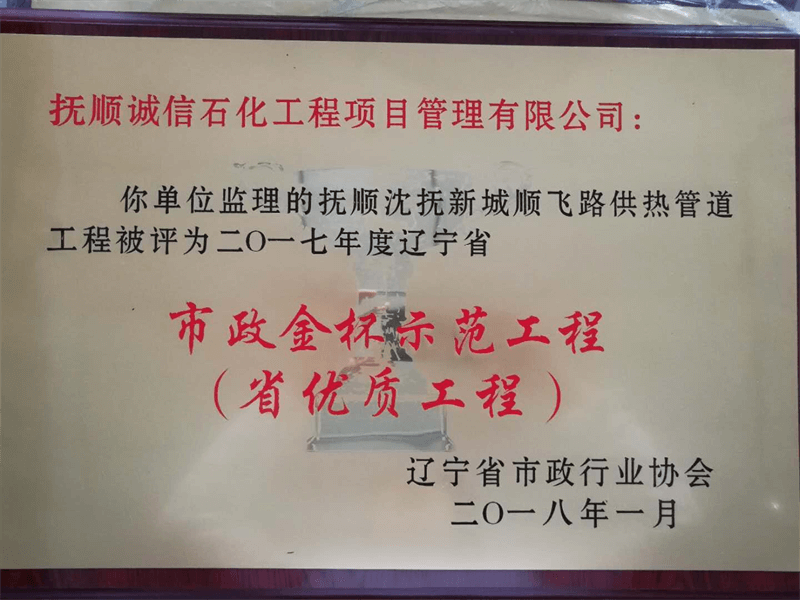 抚顺诚信石化工程项目管理有限公司：
你单位监理的抚顺沈抚新城顺飞路供热管道
工程被评为二〇一七年度辽宁省
市政金杯示范工程
（省优质工程）
辽宁省市政行业协会
二〇一八年一月